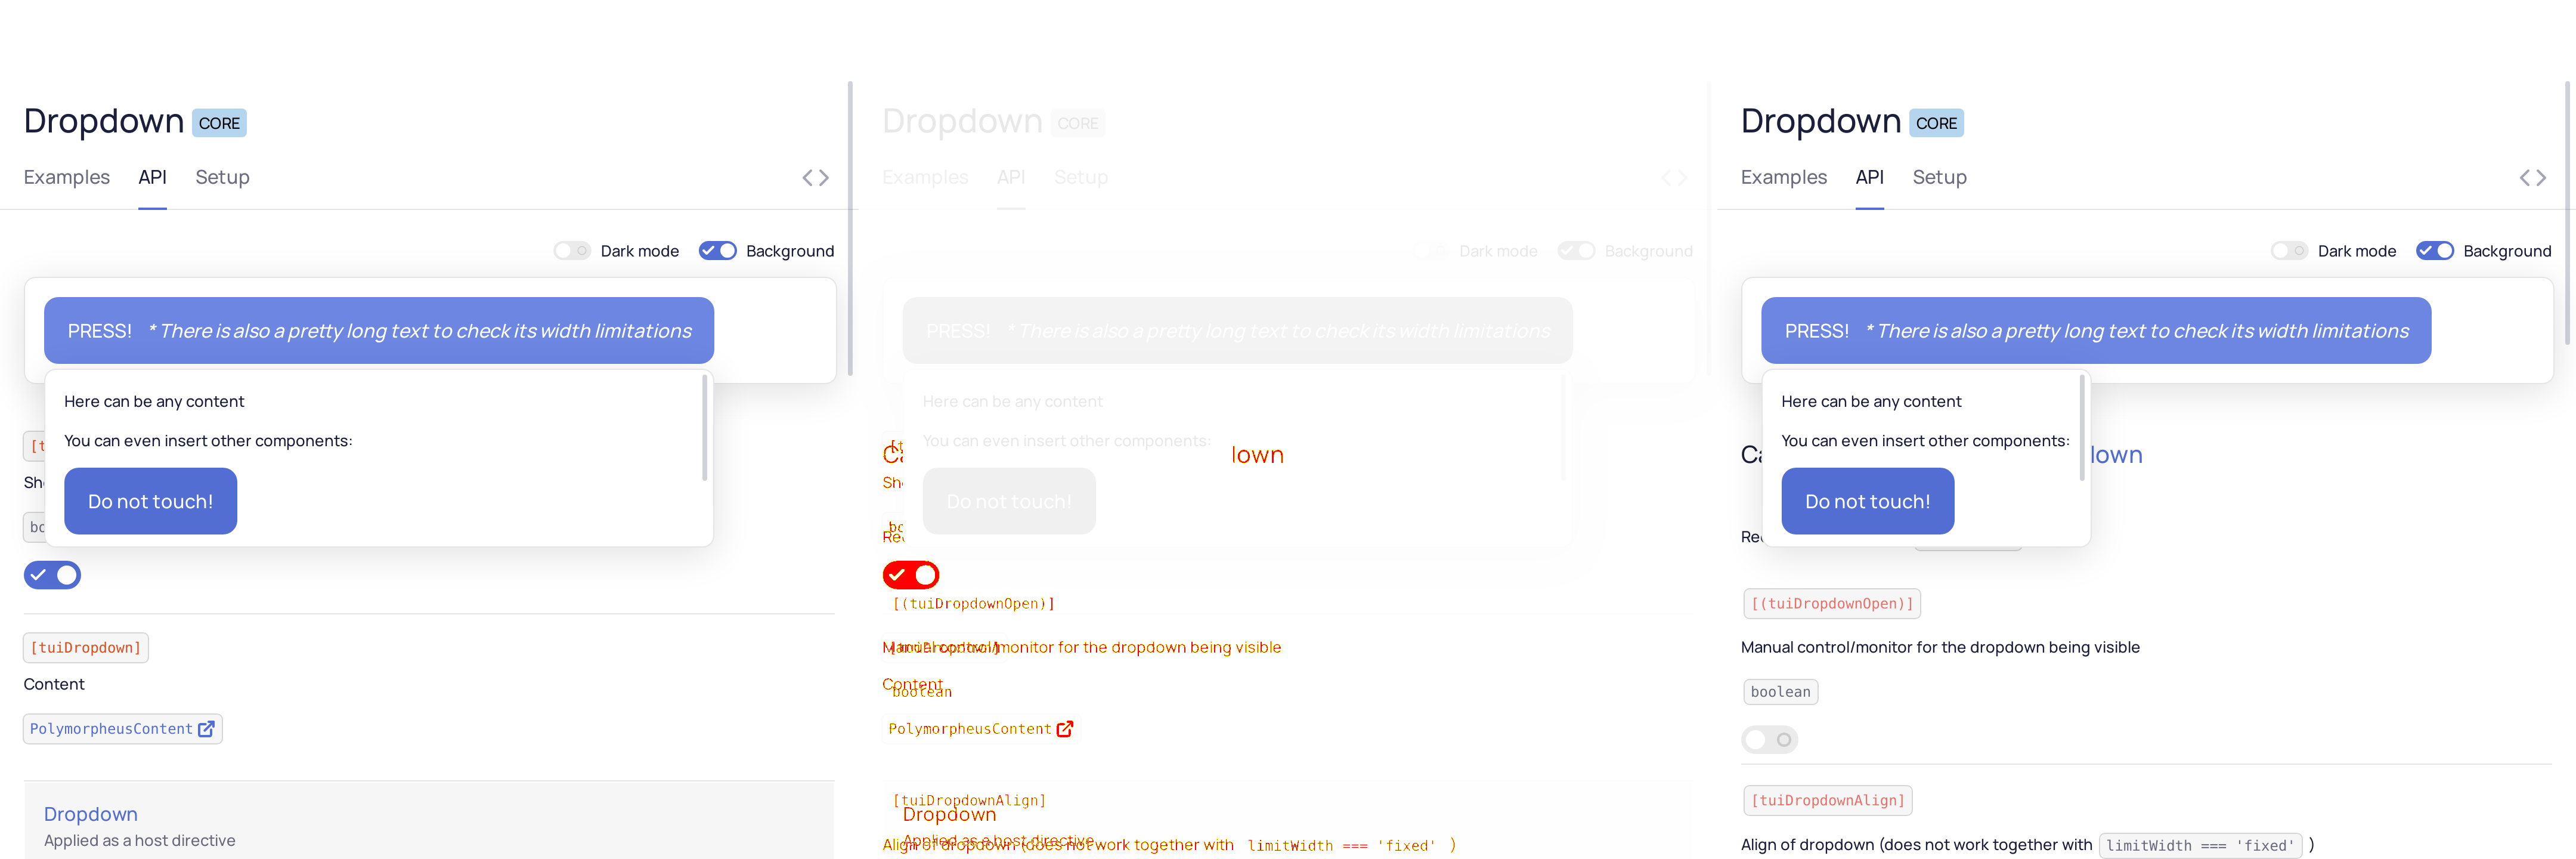 Dropdown CORE
Examples API Setup
Dark mode Background
PRESS! * There is also a pretty long text to check its width limitations
Here can be any content
You can even insert other components:
[t
Sh
Do not touch!
bo
[tuiDropdown]
Content
PolymorpheusContent
Dropdown
Applied as a host directive
Dropdown CORE
Examples API Setup
Dark mode Background
PRESS! * There is also a pretty long text to check its width limitations
Here can be any content
You can even insert other components:
lown
Sh
Do not touch!
[(tuiDropdownOpen)]
Manual control/monitor for the dropdown being visible
Content
boolean
PolymorpheusContent
[tuiDropdownAlign]
Dropdown
Applied as a host directive
Align of dropdown (does not work together with limitWidth === 'fixed' )
Dropdown CORE
Examples API Setup
Dark mode Background
PRESS! * There is also a pretty long text to check its width limitations
Here can be any content
You can even insert other components:
Ca lown
Do not touch!
Re
[(tuiDropdownOpen)]
Manual control/monitor for the dropdown being visible
boolean
[tuiDropdownAlign]
Align of dropdown (does not work together with limitWidth === 'fixed' )